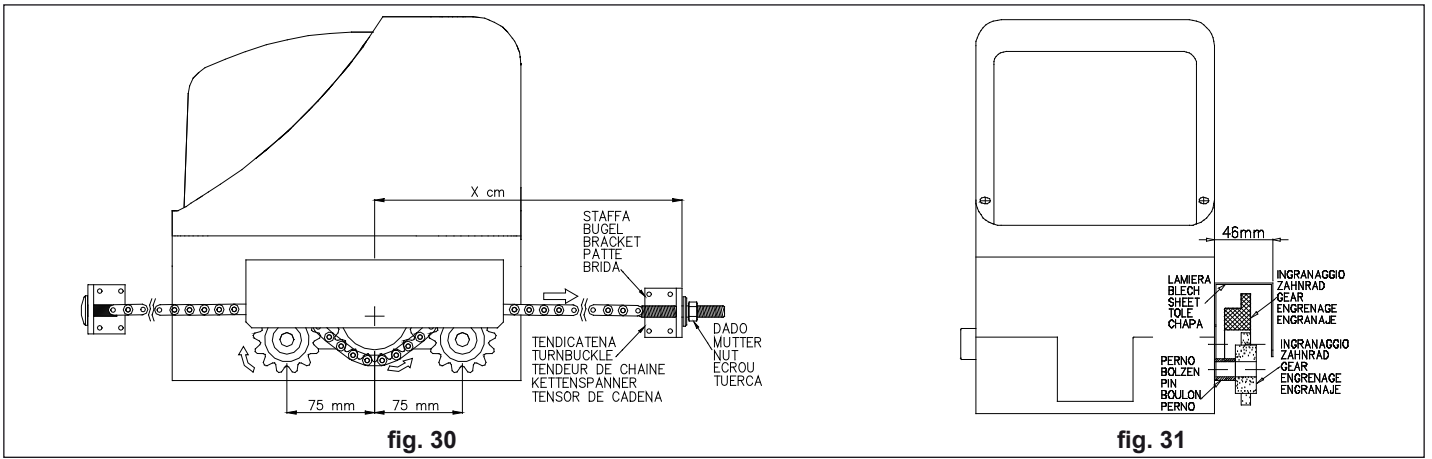 X cm
STAFFA
BUGEL
BRACKET
PATTE
BRIDA
TENDICATENA
TURNBUCKLE
TENDEUR DE CHAINE
KETTENSPANNER
TENSOR DE CADENA
DADO
MUTTER
NUT
ECROU
TUERCA
75 mm
75 mm
fig. 30
46mm
LAMIERA
BLECH
SHEET
TOLE
CHAPA
INGRANAGGIO
ZAHNRAD
GEAR
ENGRENAGE
ENGRANAJE
PERNO
BOLZEN
PIN
BOULON
PERNO
INGRANAGGIO
ZAHNRAD
GEAR
ENGRENAGE
ENGRANAJE
fig. 31